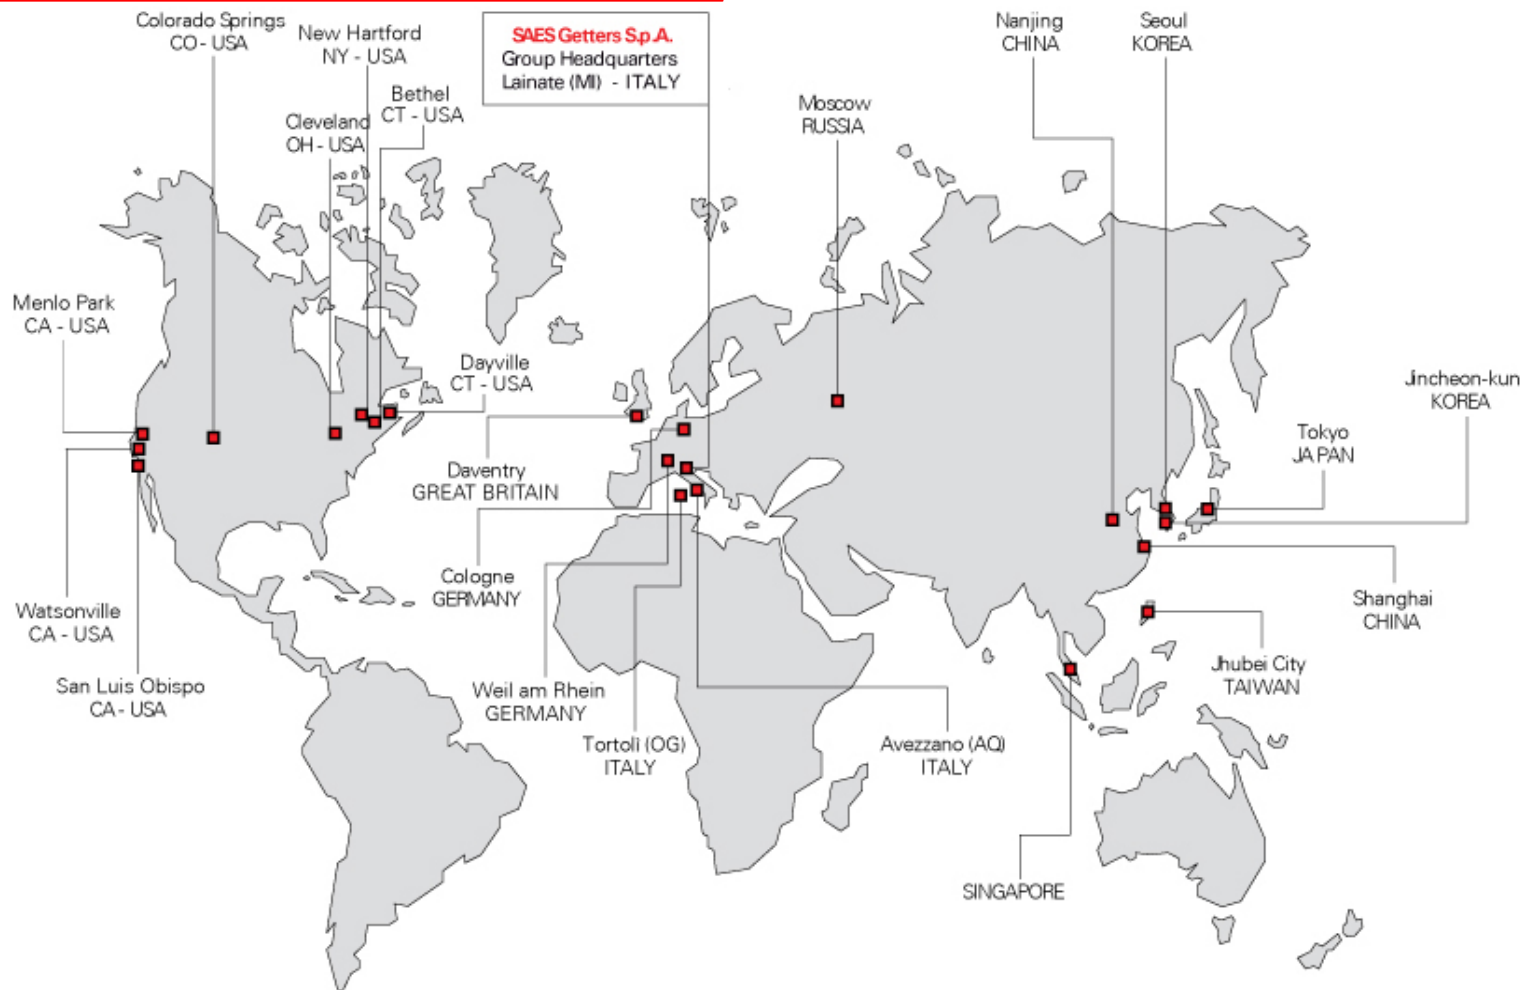 Colorado Springs
CO - USA
New Hartford
NY - USA
SAES Getters S.p.A.
Group Headquarters
Lainate (MI) - ITALY
Nanjing
CHINA
Seoul
KOREA
Bethel
CT - USA
Cleveland
OH - USA
Moscow
RUSSIA
Menlo Park
CA - USA
Dayville
CT - USA
Jincheon-kun
KOREA
Tokyo
JAPAN
Daventry
GREAT BRITAIN
Cologne
GERMANY
Watsonville
CA - USA
Shanghai
CHINA
San Luis Obispo
CA - USA
Weil am Rhein
GERMANY
Jhubei City
TAIWAN
Tortolì (OG)
ITALY
Avezzano (AQ)
ITALY
SINGAPORE